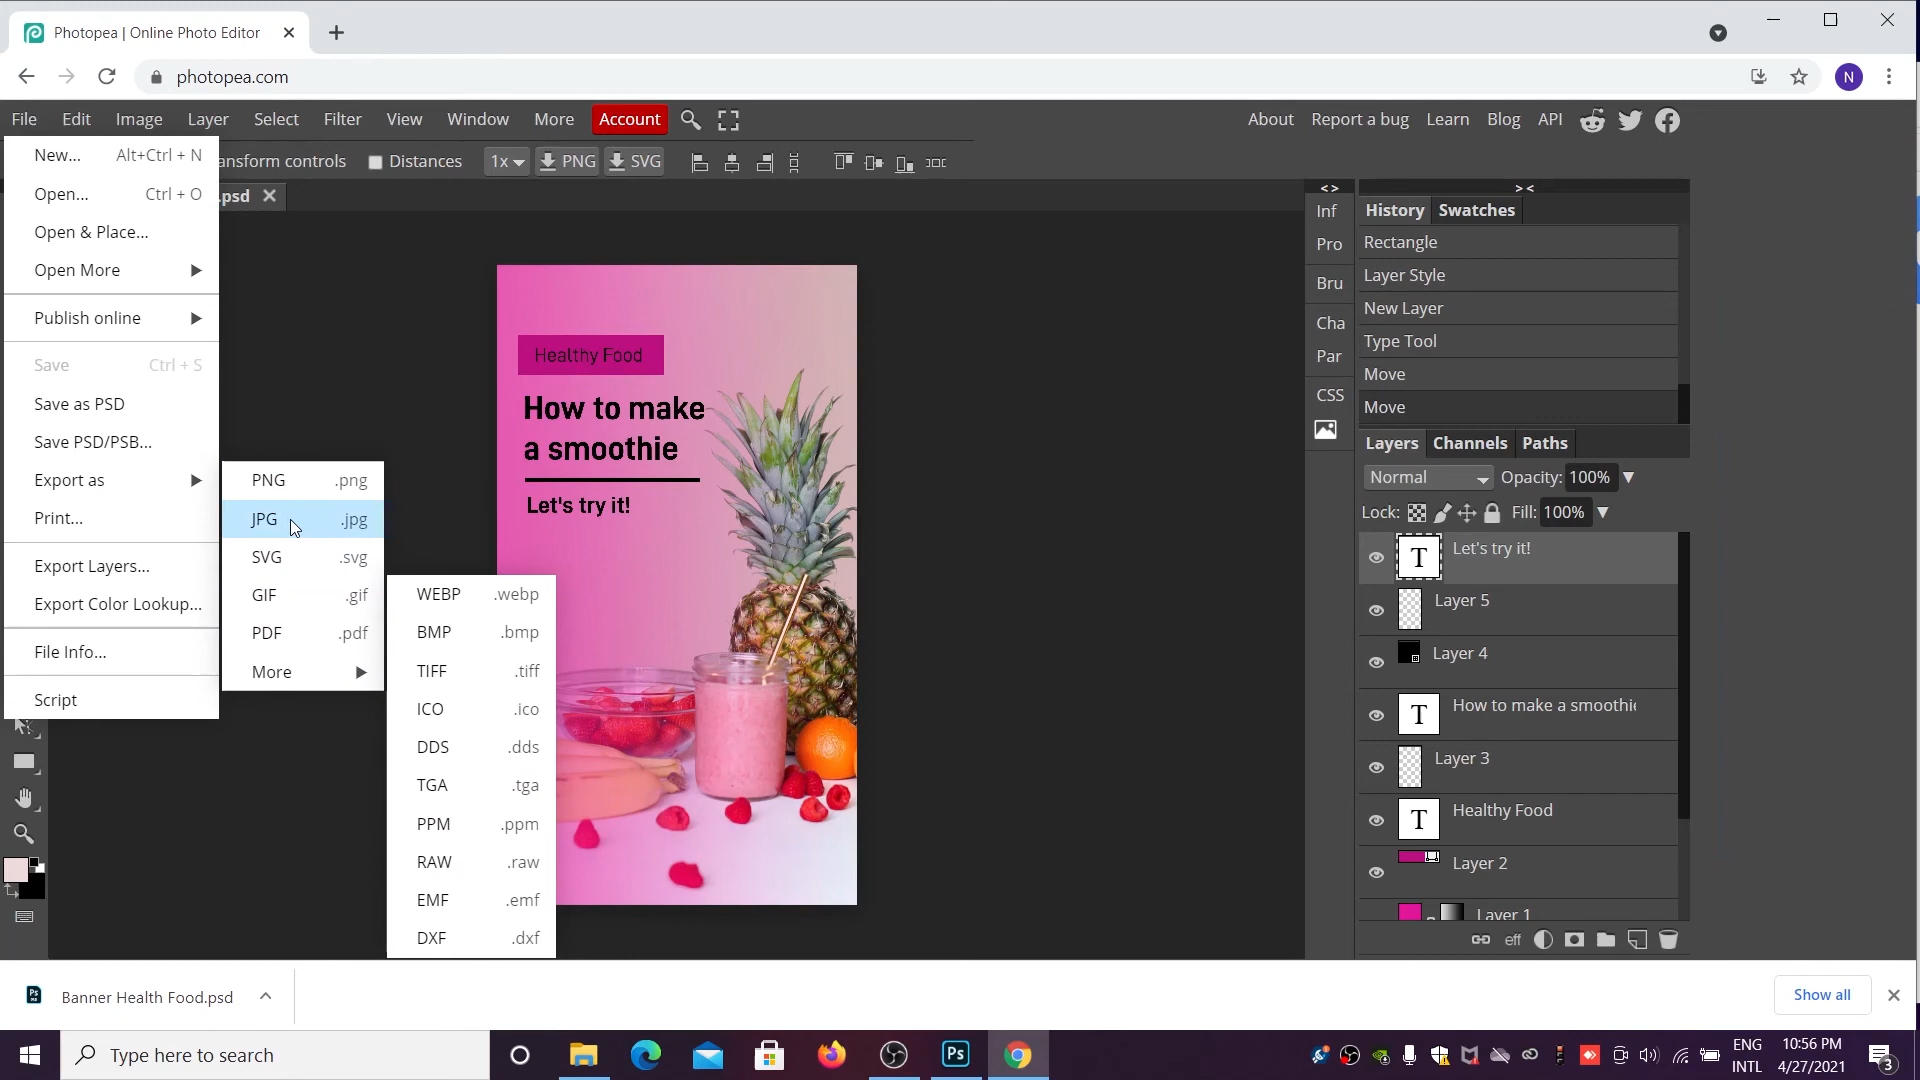 Photopea | Online Photo Editor
photopea.com
N
File Edit Image Layer Select Filter View Window More Account
About Report a bug Learn Blog API
ansform controls Distances 1x PNG SVG
.psd
New... Alt+Ctrl + N
Open... Ctrl + O
Open & Place...
Open More
Publish online
Save Ctrl + S
Save as PSD
Save PSD/PSB...
Export as
Print...
Export Layers...
Export Color Lookup...
File Info...
Script
PNG .png
JPG .jpg
SVG .svg
GIF .gif
PDF .pdf
More
WEBP .webp
BMP .bmp
TIFF .tiff
ICO .ico
DDS .dds
TGA .tga
PPM .ppm
RAW .raw
EMF .emf
DXF .dxf
Healthy Food
How to make
a smoothie
Let's try it!
< >
> <
Inf
Pro
Bru
Cha
Par
CSS
History Swatches
Rectangle
Layer Style
New Layer
Type Tool
Move
Move
Layers Channels Paths
Normal Opacity: 100%
Lock: Fill: 100%
T Let's try it!
Layer 5
Layer 4
T How to make a smoothie
Layer 3
T Healthy Food
Layer 2
Layer 1
eff
Banner Health Food.psd
Show all
Type here to search
Ps
ENG
INTL
10:56 PM
4/27/2021
3